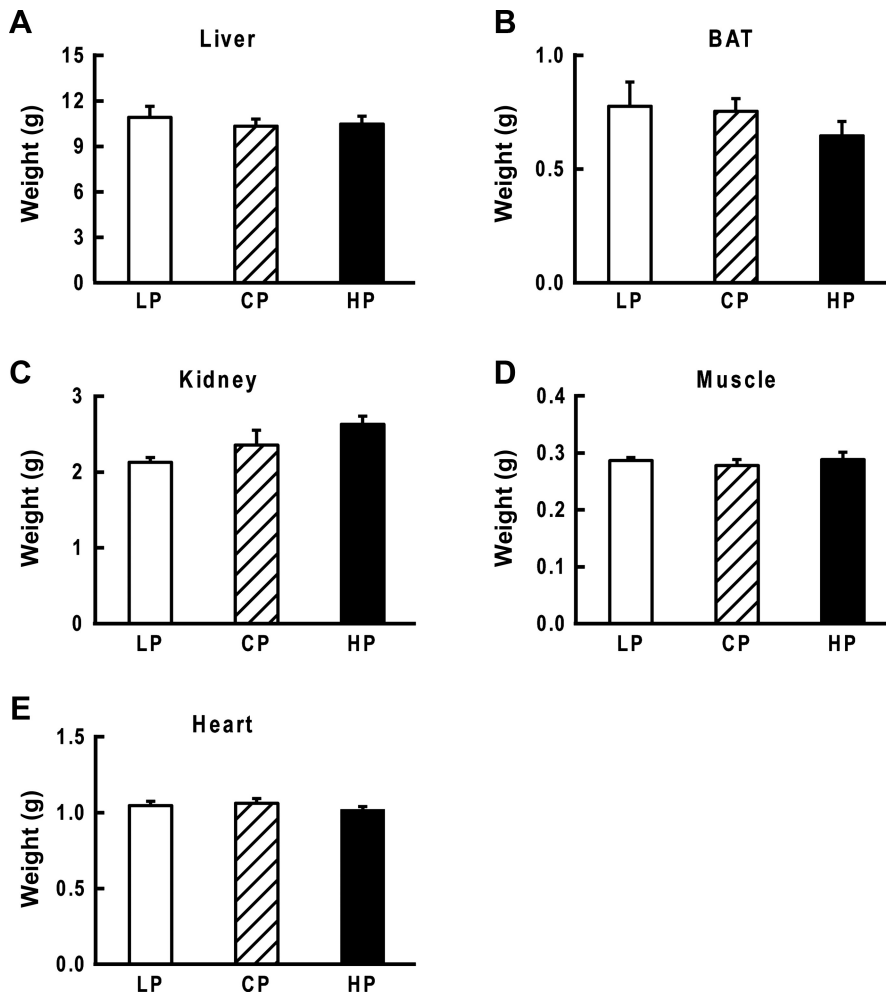 A
Liver
Weight (g)
15
12
9
6
3
0
LP CP HP
B
BAT
Weight (g)
1.0
0.5
0.0
LP CP HP
C
Kidney
Weight (g)
3
2
1
0
LP CP HP
D
Muscle
Weight (g)
0.4
0.3
0.2
0.1
0.0
LP CP HP
E
Heart
Weight (g)
1.5
1.0
0.5
0.0
LP CP HP